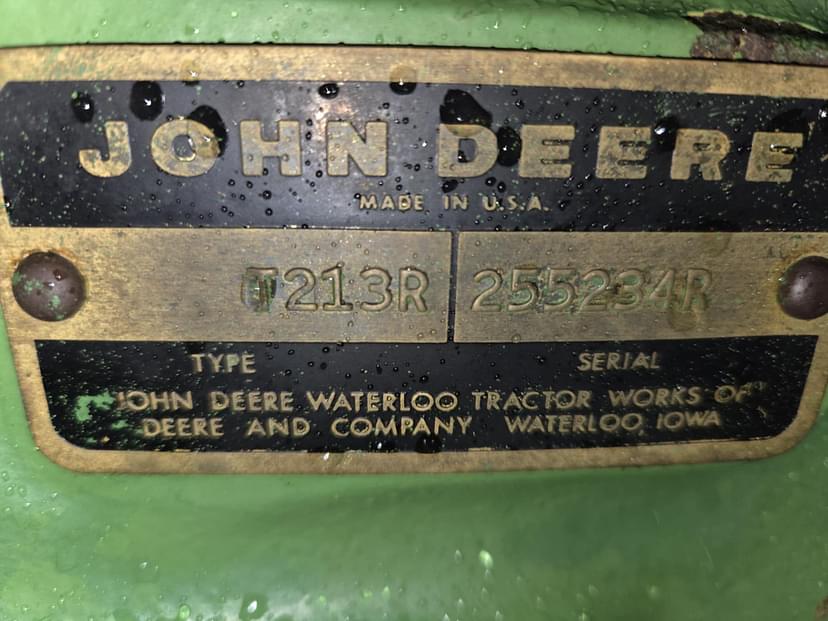 JOHN DEERE
MADE IN U.S.A.
T213R 255234R
TYPE SERIAL
JOHN DEERE WATERLOO TRACTOR WORKS OF
DEERE AND COMPANY WATERLOO IOWA